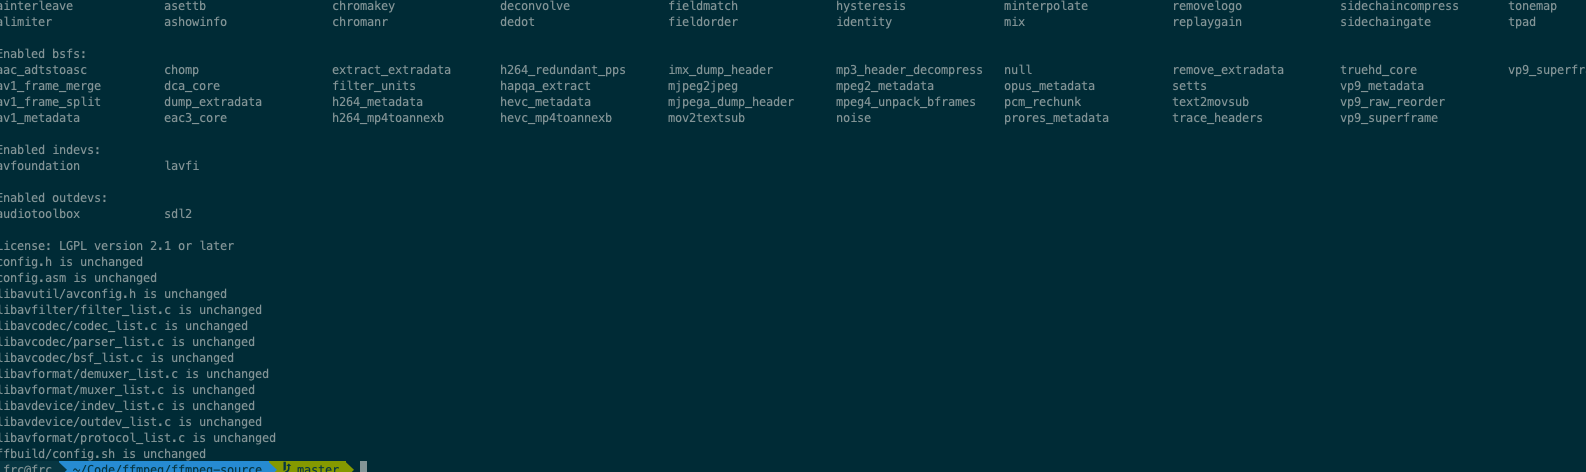 ainterleave asettb chromakey deconvolve fieldmatch hysteresis minterpolate removelogo sidechaincompress tonemap
alimiter ashowinfo chromanr dedot fieldorder identity mix replaygain sidechaingate tpad
Enabled bsfs:
aac_adtstoasc chomp extract_extradata h264_redundant_pps imx_dump_header mp3_header_decompress null remove_extradata truehd_core vp9_superfr
av1_frame_merge dca_core filter_units hapqa_extract mjpeg2jpeg mpeg2_metadata opus_metadata setts vp9_metadata
av1_frame_split dump_extradata h264_metadata hevc_metadata mjpega_dump_header mpeg4_unpack_bframes pcm_rechunk text2movsub vp9_raw_reorder
av1_metadata eac3_core h264_mp4toannexb hevc_mp4toannexb mov2textsub noise prores_metadata trace_headers vp9_superframe
Enabled indevs:
avfoundation lavfi
Enabled outdevs:
audiotoolbox sdl2
License: LGPL version 2.1 or later
config.h is unchanged
config.asm is unchanged
libavutil/avconfig.h is unchanged
libavfilter/filter_list.c is unchanged
libavcodec/codec_list.c is unchanged
libavcodec/parser_list.c is unchanged
libavcodec/bsf_list.c is unchanged
libavformat/demuxer_list.c is unchanged
libavformat/muxer_list.c is unchanged
libavdevice/indev_list.c is unchanged
libavdevice/outdev_list.c is unchanged
libavformat/protocol_list.c is unchanged
ffbuild/config.sh is unchanged
frc@frc ~/Code/ffmpeg/ffmpeg-source master